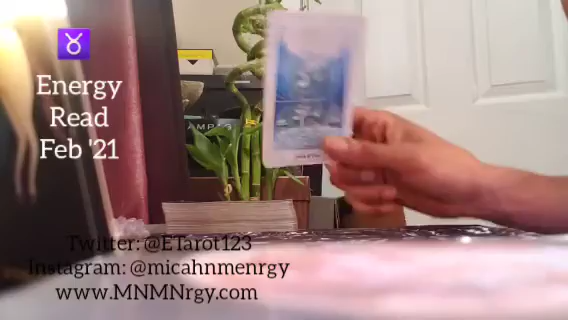 ♉
Energy
Read
Feb '21
Twitter: @ETarot123
Instagram: @micahnmenrgy
www.MNMNrgy.com